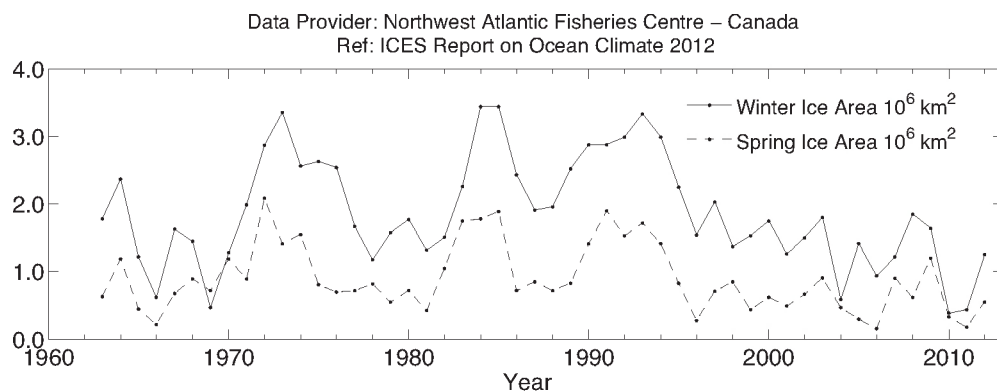 Data Provider: Northwest Atlantic Fisheries Centre – Canada
Ref: ICES Report on Ocean Climate 2012
4.0
Winter Ice Area 10⁶ km²
3.0
Spring Ice Area 10⁶ km²
2.0
1.0
0.0
1960 1970 1980 1990 2000 2010
Year